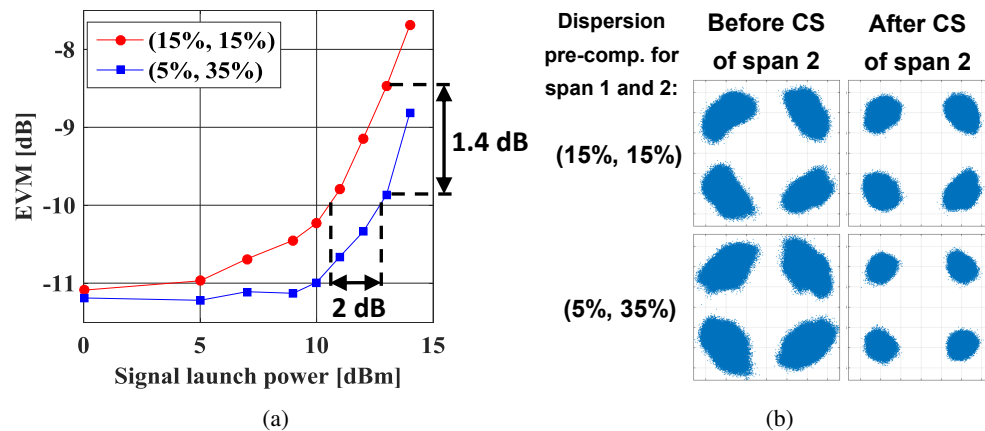 (15%, 15%)
(5%, 35%)
-8
-9
-10
-11
EVM [dB]
1.4 dB
2 dB
0
5
10
15
Signal launch power [dBm]
(a)
Dispersion
pre-comp. for
span 1 and 2:
Before CS
of span 2
After CS
of span 2
(15%, 15%)
(5%, 35%)
(b)